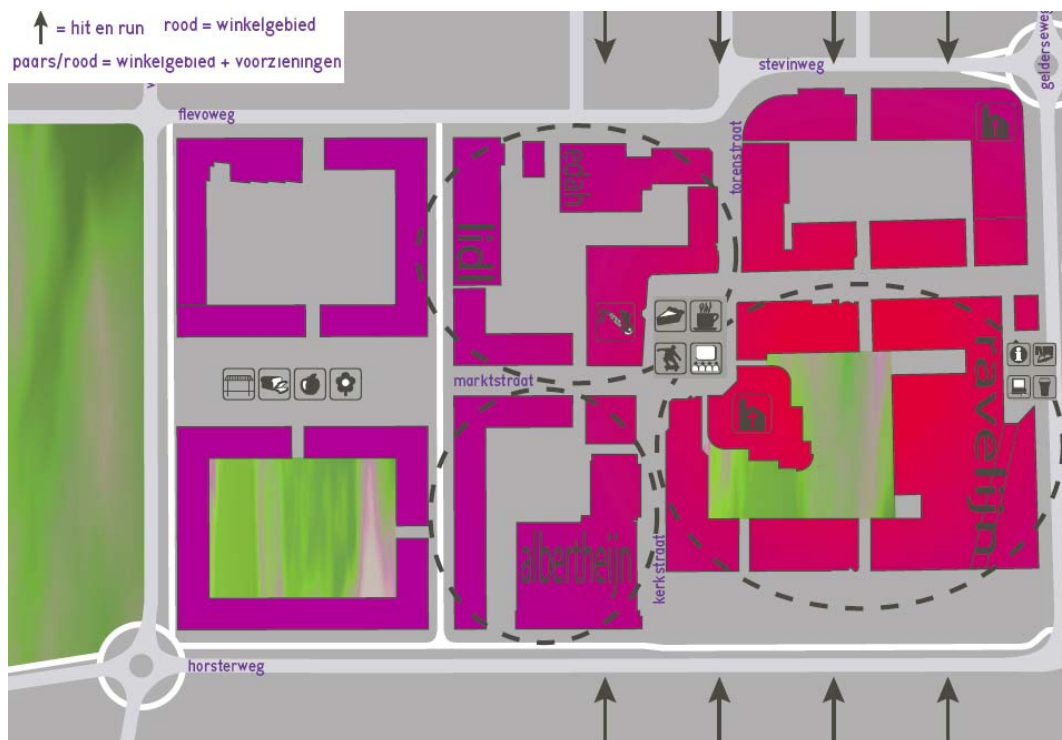 = hit en run rood = winkelgebied
paars/rood = winkelgebied + voorzieningen
stevinweg
gelderseweg
flevoweg
torenstraat
edah
lidl
marktstraat
ravelijn
albertheijn
kerkstraat
horsterweg